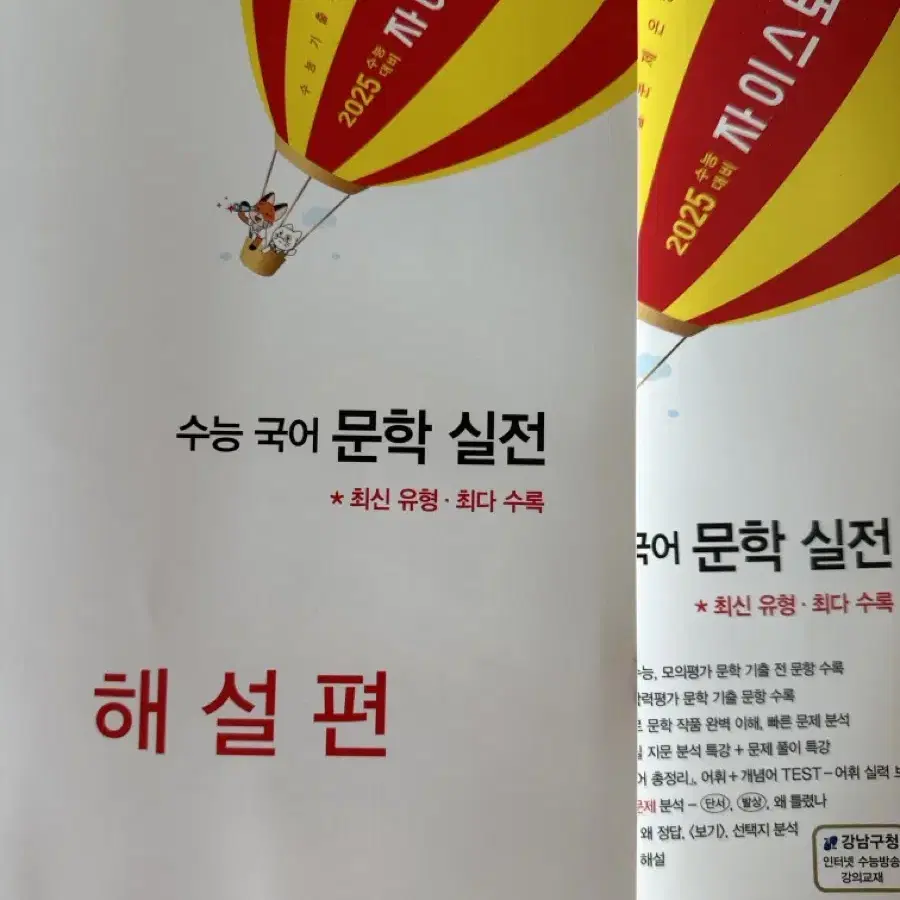 수능기출
2025 수능대비 자
수능 국어 문학 실전
* 최신 유형·최다 수록
해설편
2025 수능대비 자이스
국어 문학 실전
* 최신 유형·최다 수록
수능, 모의평가 문학 기출 전 문항 수록
학력평가 문학 기출 문항 수록
문학 작품 완벽 이해, 빠른 문제 분석
지문 분석 특강 + 문제 풀이 특강
총정리』, 어휘+개념어 TEST-어휘 실력
문제 분석 - 단서, 발상, 왜 틀렸나
왜 정답, 〈보기〉, 선택지 분석
해설
강남구청
인터넷 수능방송
강의교재